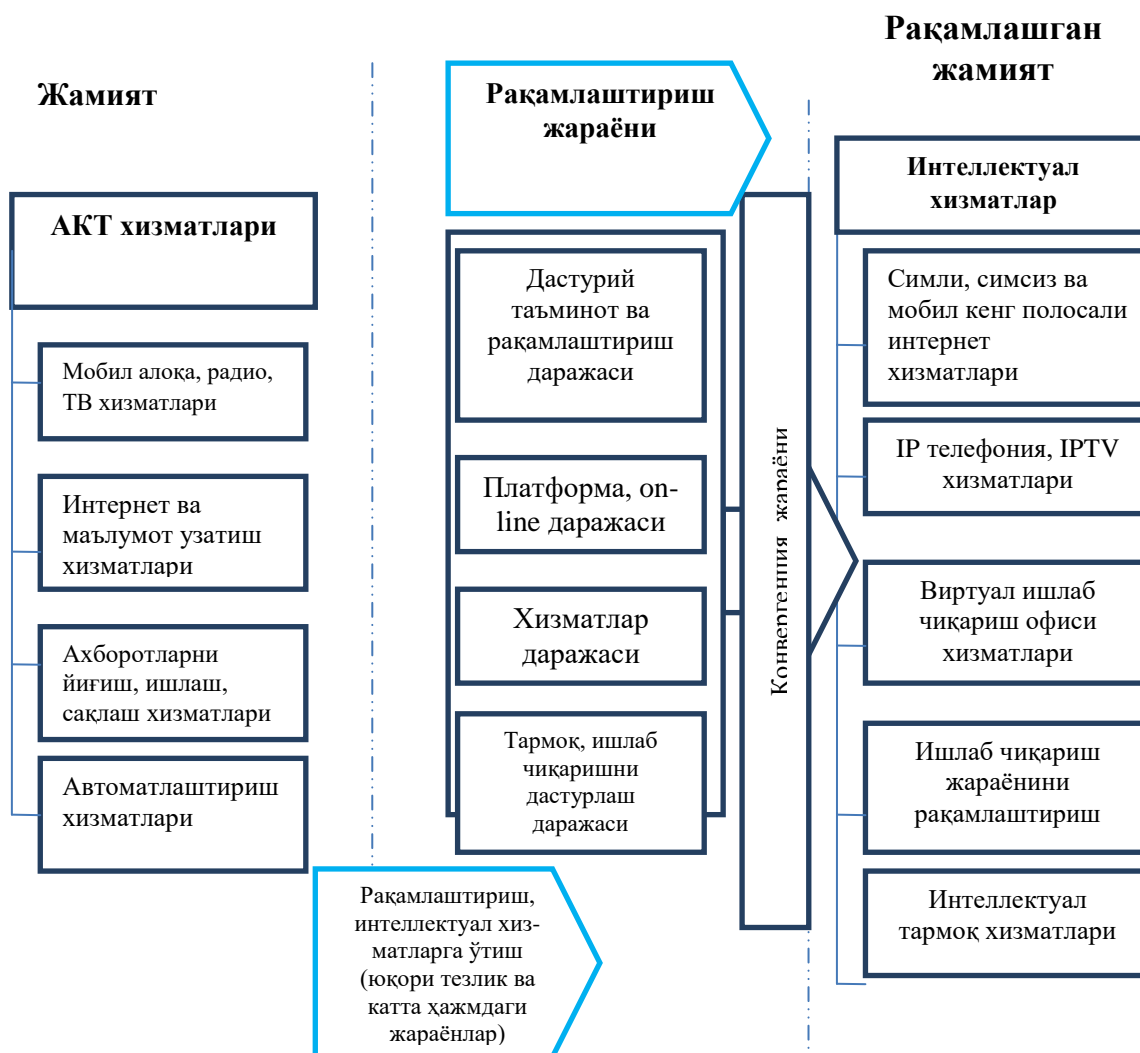 Жамият
АКТ хизматлари
Мобил алоқа, радио,
ТВ хизматлари
Интернет ва
маълумот узатиш
хизматлари
Ахборотларни
йиғиш, ишлаш,
сақлаш хизматлари
Автоматлаштириш
хизматлари
Рақамлаштириш
жараёни
Дастурий
таъминот ва
рақамлаштириш
даражаси
Платформа, on-
line даражаси
Хизматлар
даражаси
Тармоқ, ишлаб
чиқаришни
дастурлаш
даражаси
Рақамлаштириш,
интеллектуал хиз-
матларга ўтиш
(юқори тезлик ва
катта ҳажмдаги
жараёнлар)
Конвергенция жараёни
Рақамлашган
жамият
Интеллектуал
хизматлар
Симли, симсиз ва
мобил кенг полосали
интернет
хизматлари
IP телефония, IPTV
хизматлари
Виртуал ишлаб
чиқариш офиси
хизматлари
Ишлаб чиқариш
жараёнини
рақамлаштириш
Интеллектуал
тармоқ хизматлари